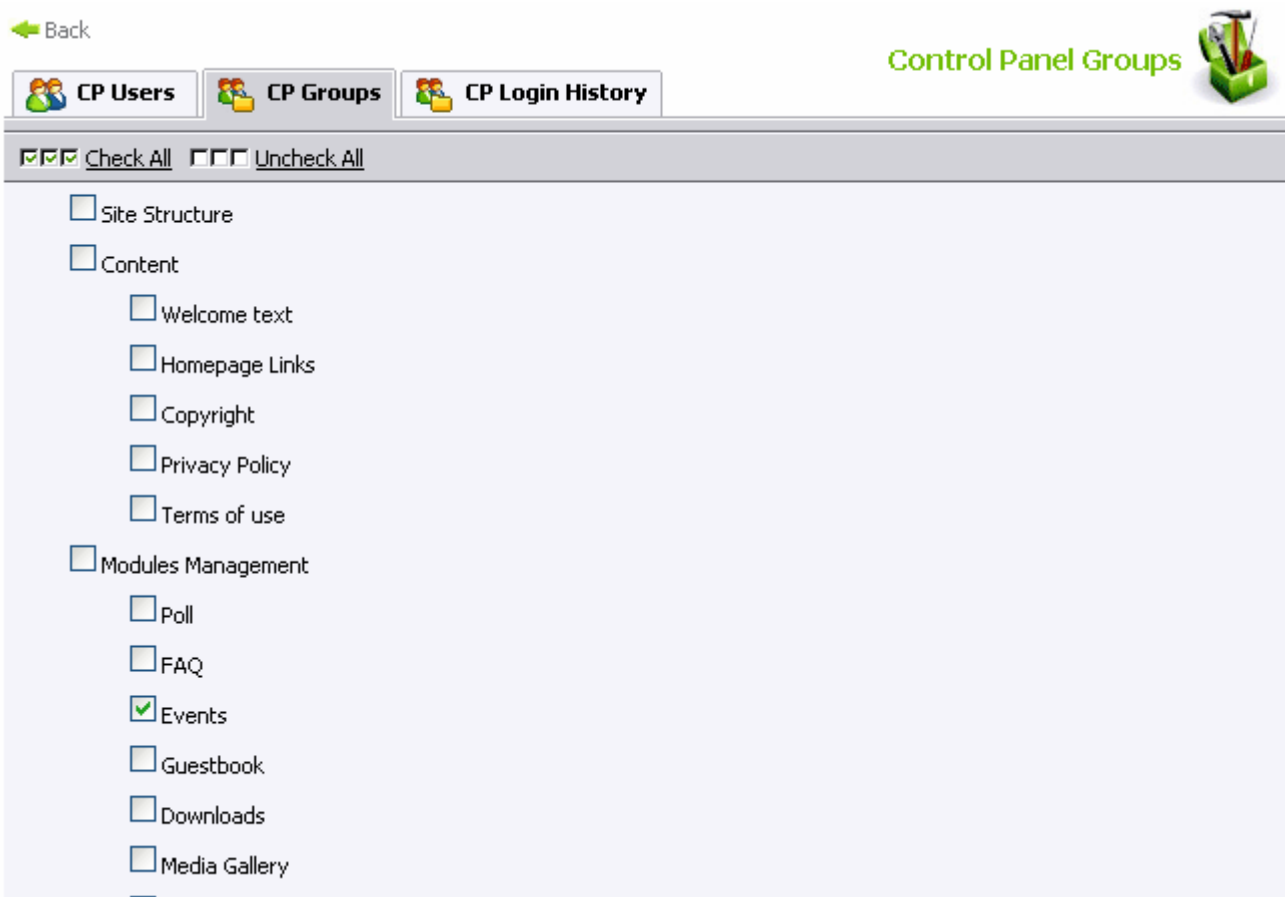 Back
Control Panel Groups
CP Users CP Groups CP Login History
Check All Uncheck All
Site Structure
Content
Welcome text
Homepage Links
Copyright
Privacy Policy
Terms of use
Modules Management
Poll
FAQ
Events
Guestbook
Downloads
Media Gallery